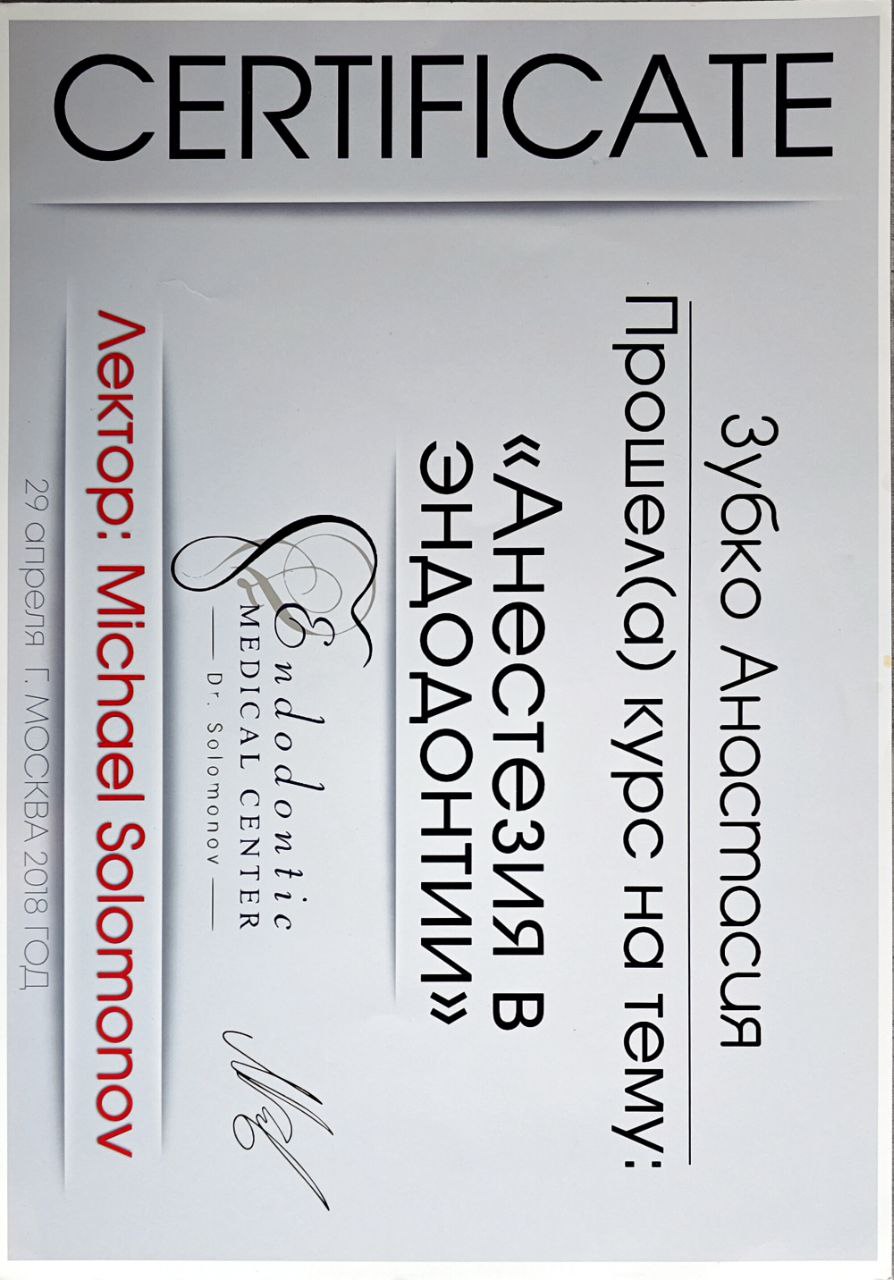 CERTIFICATE
Зубко Анастасия
Прошел(а) курс на тему:
«Анестезия в
эндодонтии»
Endodontic
MEDICAL CENTER
Dr. Solomonov
Лектор: Michael Solomonov
29 апреля Г. МОСКВА 2018 ГОД